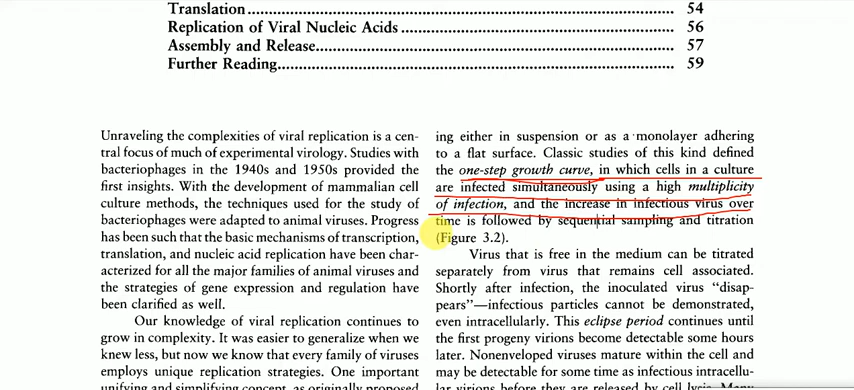 Translation........................................................................................ 54
Replication of Viral Nucleic Acids............................................................ 56
Assembly and Release............................................................................ 57
Further Reading.................................................................................... 59
Unraveling the complexities of viral replication is a cen-
tral focus of much of experimental virology. Studies with
bacteriophages in the 1940s and 1950s provided the
first insights. With the development of mammalian cell
culture methods, the techniques used for the study of
bacteriophages were adapted to animal viruses. Progress
has been such that the basic mechanisms of transcription,
translation, and nucleic acid replication have been char-
acterized for all the major families of animal viruses and
the strategies of gene expression and regulation have
been clarified as well.
Our knowledge of viral replication continues to
grow in complexity. It was easier to generalize when we
knew less, but now we know that every family of viruses
employs unique replication strategies. One important
unifying and simplifying concept, as originally proposed
ing either in suspension or as a monolayer adhering
to a flat surface. Classic studies of this kind defined
the one-step growth curve, in which cells in a culture
are infected simultaneously using a high multiplicity
of infection, and the increase in infectious virus over
time is followed by sequential sampling and titration
(Figure 3.2).
Virus that is free in the medium can be titrated
separately from virus that remains cell associated.
Shortly after infection, the inoculated virus "disap-
pears"—infectious particles cannot be demonstrated,
even intracellularly. This eclipse period continues until
the first progeny virions become detectable some hours
later. Nonenveloped viruses mature within the cell and
may be detectable for some time as infectious intracellu-
lar virions before they are released by cell lysis. Many